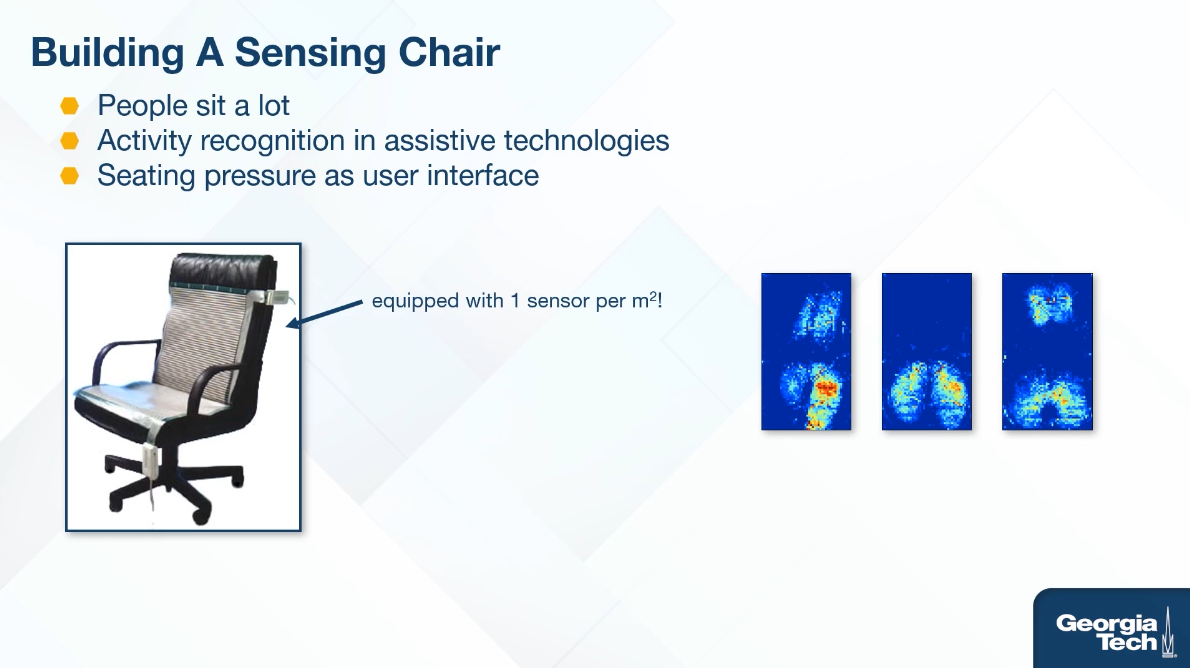 Building A Sensing Chair
People sit a lot
Activity recognition in assistive technologies
Seating pressure as user interface
equipped with 1 sensor per m²!
Georgia
Tech